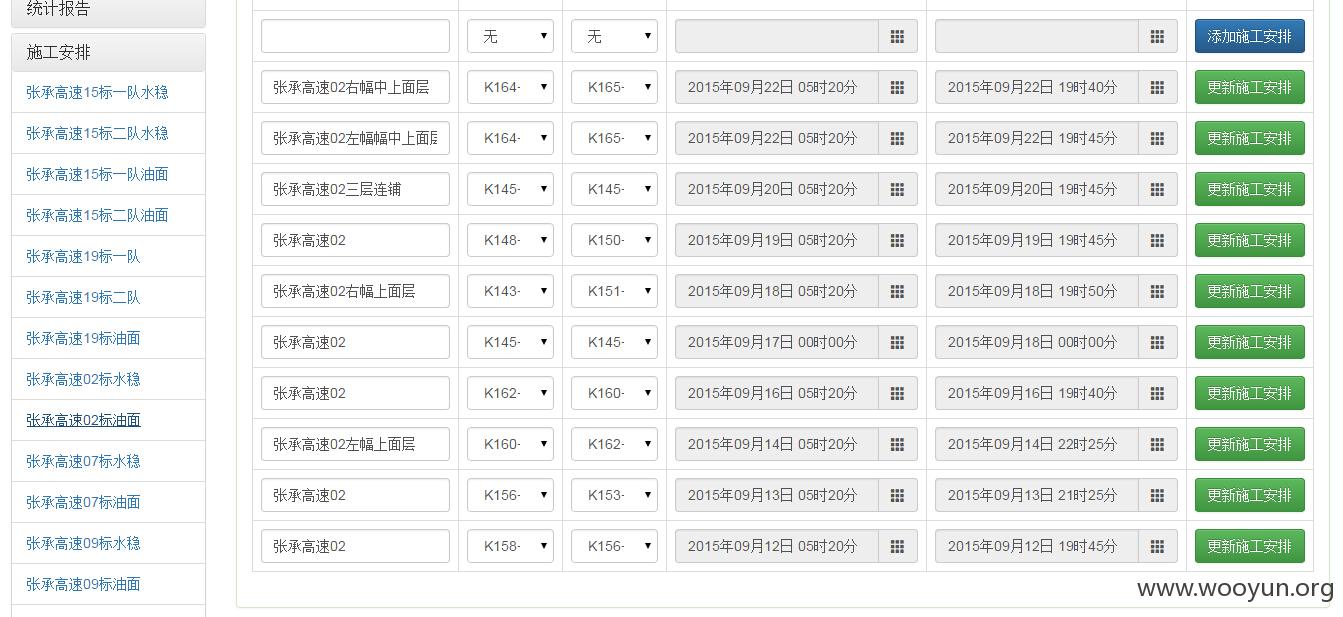 统计报告
施工安排
张承高速15标一队水稳
张承高速15标二队水稳
张承高速15标一队油面
张承高速15标二队油面
张承高速19标一队
张承高速19标二队
张承高速19标油面
张承高速02标水稳
张承高速02标油面
张承高速07标水稳
张承高速07标油面
张承高速09标水稳
张承高速09标油面
无 无 添加施工安排
张承高速02右幅中上面层 K164- K165- 2015年09月22日 05时20分 2015年09月22日 19时40分 更新施工安排
张承高速02左幅幅中上面层 K164- K165- 2015年09月22日 05时20分 2015年09月22日 19时45分 更新施工安排
张承高速02三层连铺 K145- K145- 2015年09月20日 05时20分 2015年09月20日 19时45分 更新施工安排
张承高速02 K148- K150- 2015年09月19日 05时20分 2015年09月19日 19时45分 更新施工安排
张承高速02右幅上面层 K143- K151- 2015年09月18日 05时20分 2015年09月18日 19时50分 更新施工安排
张承高速02 K145- K145- 2015年09月17日 00时00分 2015年09月18日 00时00分 更新施工安排
张承高速02 K162- K160- 2015年09月16日 05时20分 2015年09月16日 19时40分 更新施工安排
张承高速02左幅上面层 K160- K162- 2015年09月14日 05时20分 2015年09月14日 22时25分 更新施工安排
张承高速02 K156- K153- 2015年09月13日 05时20分 2015年09月13日 21时25分 更新施工安排
张承高速02 K158- K156- 2015年09月12日 05时20分 2015年09月12日 19时45分 更新施工安排
www.wooyun.org